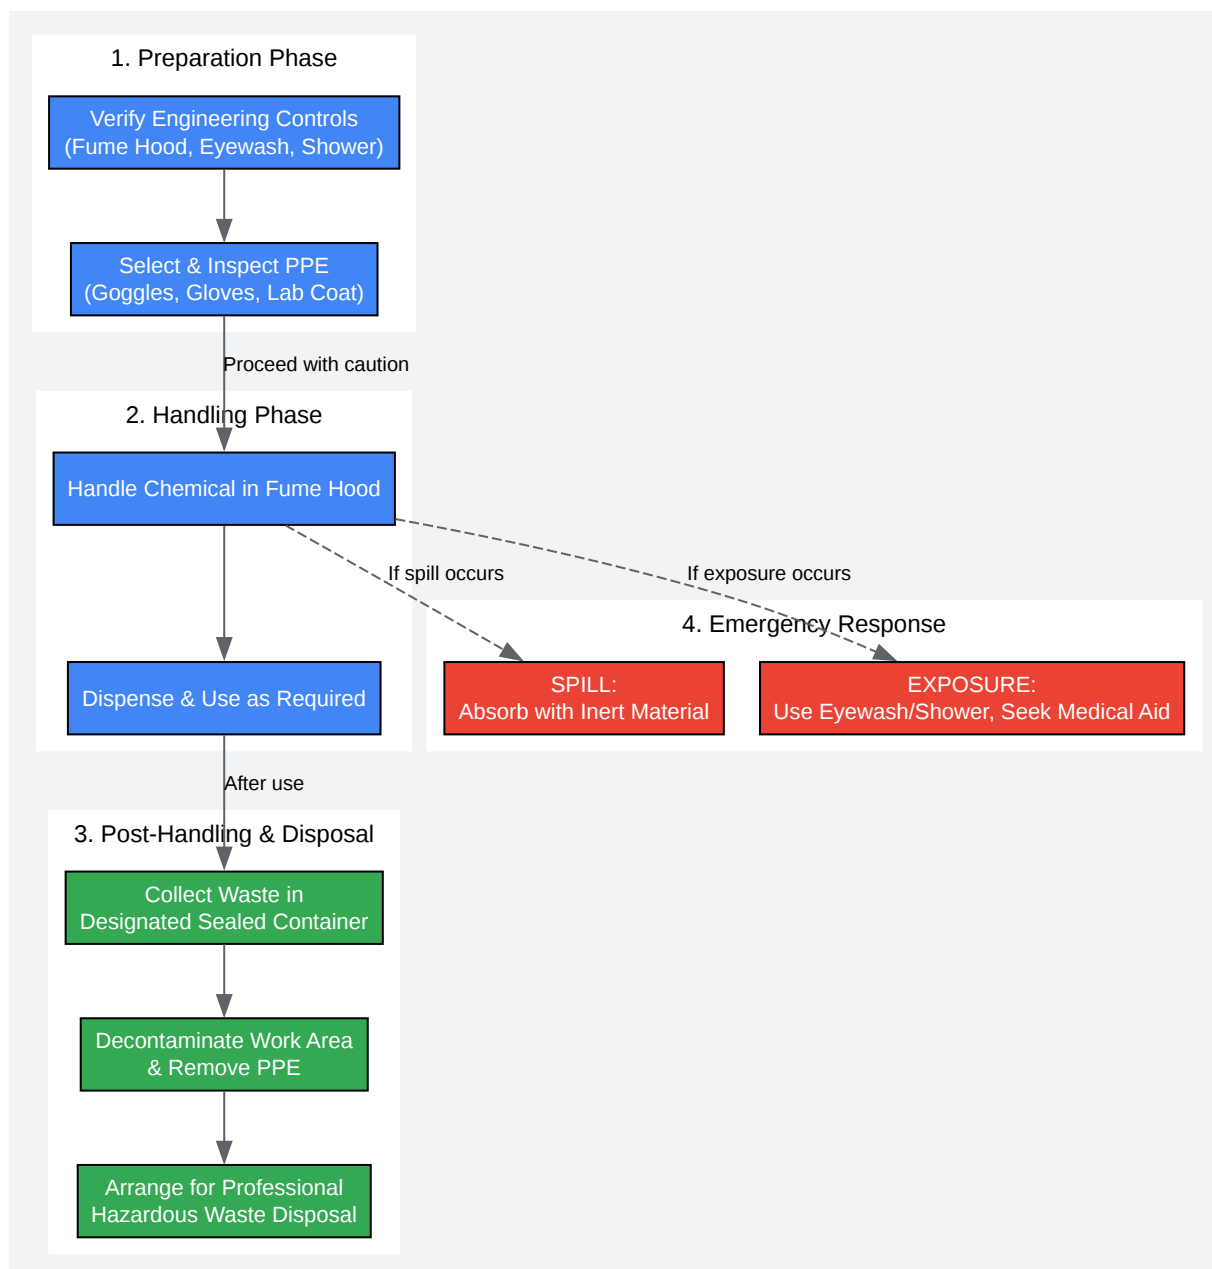 1. Preparation Phase
Verify Engineering Controls
(Fume Hood, Eyewash, Shower)
Select & Inspect PPE
(Goggles, Gloves, Lab Coat)
Proceed with caution
2. Handling Phase
Handle Chemical in Fume Hood
If spill occurs
If exposure occurs
4. Emergency Response
Dispense & Use as Required
SPILL:
Absorb with Inert Material
EXPOSURE:
Use Eyewash/Shower, Seek Medical Aid
After use
3. Post-Handling & Disposal
Collect Waste in
Designated Sealed Container
Decontaminate Work Area
& Remove PPE
Arrange for Professional
Hazardous Waste Disposal